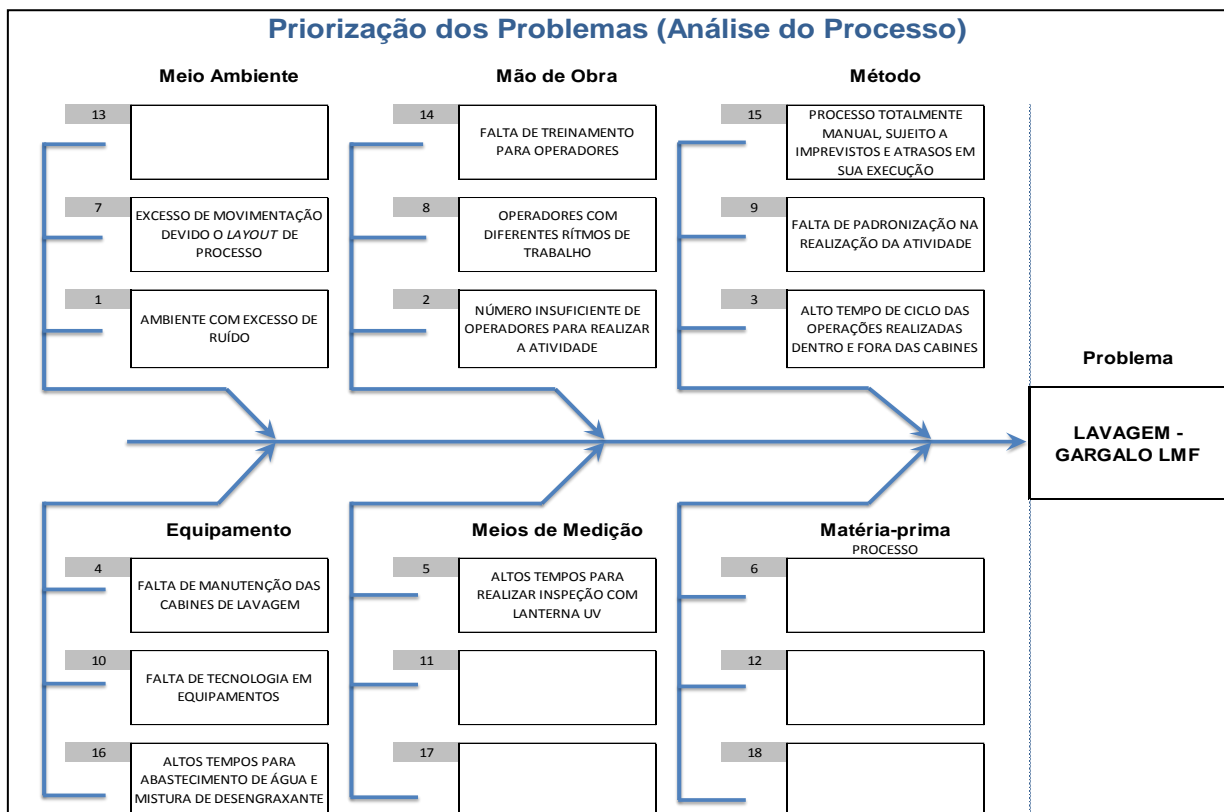 Priorização dos Problemas (Análise do Processo)
Meio Ambiente
Mão de Obra
Método
13
14
FALTA DE TREINAMENTO
PARA OPERADORES
15
PROCESSO TOTALMENTE
MANUAL, SUJEITO A
IMPREVISTOS E ATRASOS EM
SUA EXECUÇÃO
7
EXCESSO DE MOVIMENTAÇÃO
DEVIDO O LAYOUT DE
PROCESSO
8
OPERADORES COM
DIFERENTES RÍTMOS DE
TRABALHO
9
FALTA DE PADRONIZAÇÃO NA
REALIZAÇÃO DA ATIVIDADE
1
AMBIENTE COM EXCESSO DE
RUÍDO
2
NÚMERO INSUFICIENTE DE
OPERADORES PARA REALIZAR
A ATIVIDADE
3
ALTO TEMPO DE CICLO DAS
OPERAÇÕES REALIZADAS
DENTRO E FORA DAS CABINES
Problema
LAVAGEM -
GARGALO LMF
Equipamento
Meios de Medição
Matéria-prima
PROCESSO
4
FALTA DE MANUTENÇÃO DAS
CABINES DE LAVAGEM
5
ALTOS TEMPOS PARA
REALIZAR INSPEÇÃO COM
LANTERNA UV
6
10
FALTA DE TECNOLOGIA EM
EQUIPAMENTOS
11
12
16
ALTOS TEMPOS PARA
ABASTECIMENTO DE ÁGUA E
MISTURA DE DESENGRAXANTE
17
18